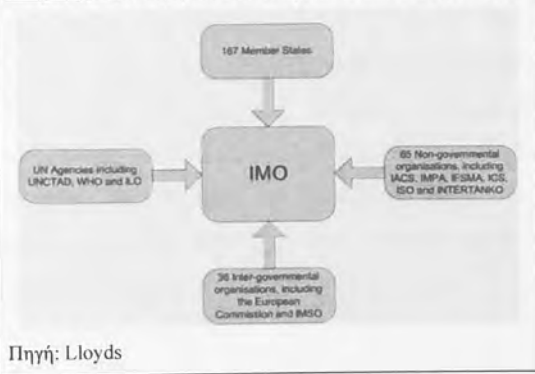 167 Member States
UN Agencies including
UNCTAD, WHO and ILO
IMO
65 Non-governmental
organisations, including
IACS, IMPA, IFSMA, ICS,
ISO and INTERTANKO
36 Inter-governmental
organisations, including
the European
Commission and IMSO
Πηγή: Lloyds